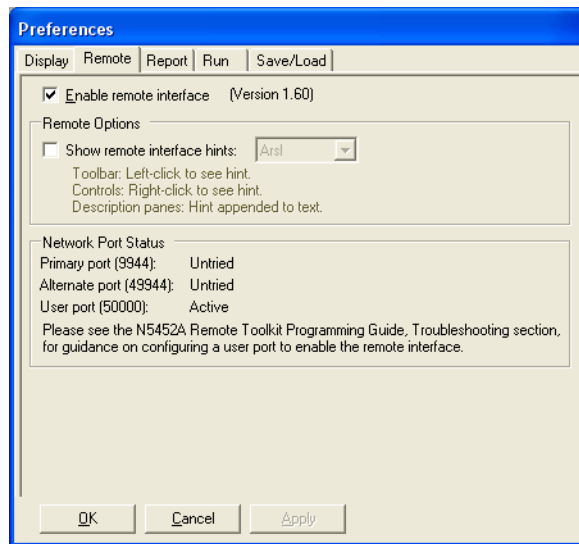 Preferences
Display Remote Report Run Save/Load
Enable remote interface (Version 1.60)
Remote Options
Show remote interface hints: Arsl
Toolbar: Left-click to see hint.
Controls: Right-click to see hint.
Description panes: Hint appended to text.
Network Port Status
Primary port (9944): Untried
Alternate port (49944): Untried
User port (50000): Active
Please see the N5452A Remote Toolkit Programming Guide, Troubleshooting section,
for guidance on configuring a user port to enable the remote interface.
OK Cancel Apply